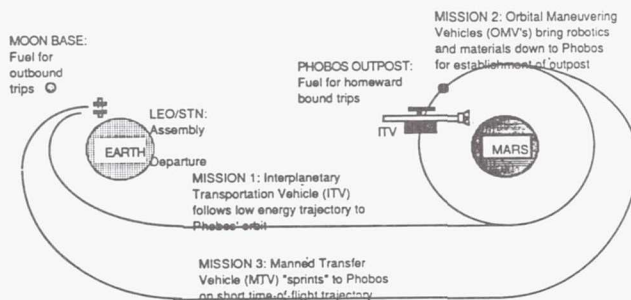 MOON BASE:
Fuel for
outbound
trips
LEO/STN:
Assembly
EARTH
Departure
MISSION 1: Interplanetary
Transportation Vehicle (ITV)
follows low energy trajectory to
Phobos' orbit
MISSION 2: Orbital Maneuvering
Vehicles (OMV's) bring robotics
and materials down to Phobos
for establishment of outpost
PHOBOS OUTPOST:
Fuel for homeward
bound trips
ITV
MARS
MISSION 3: Manned Transfer
Vehicle (MTV) "sprints" to Phobos
on short time-of-flight trajectory